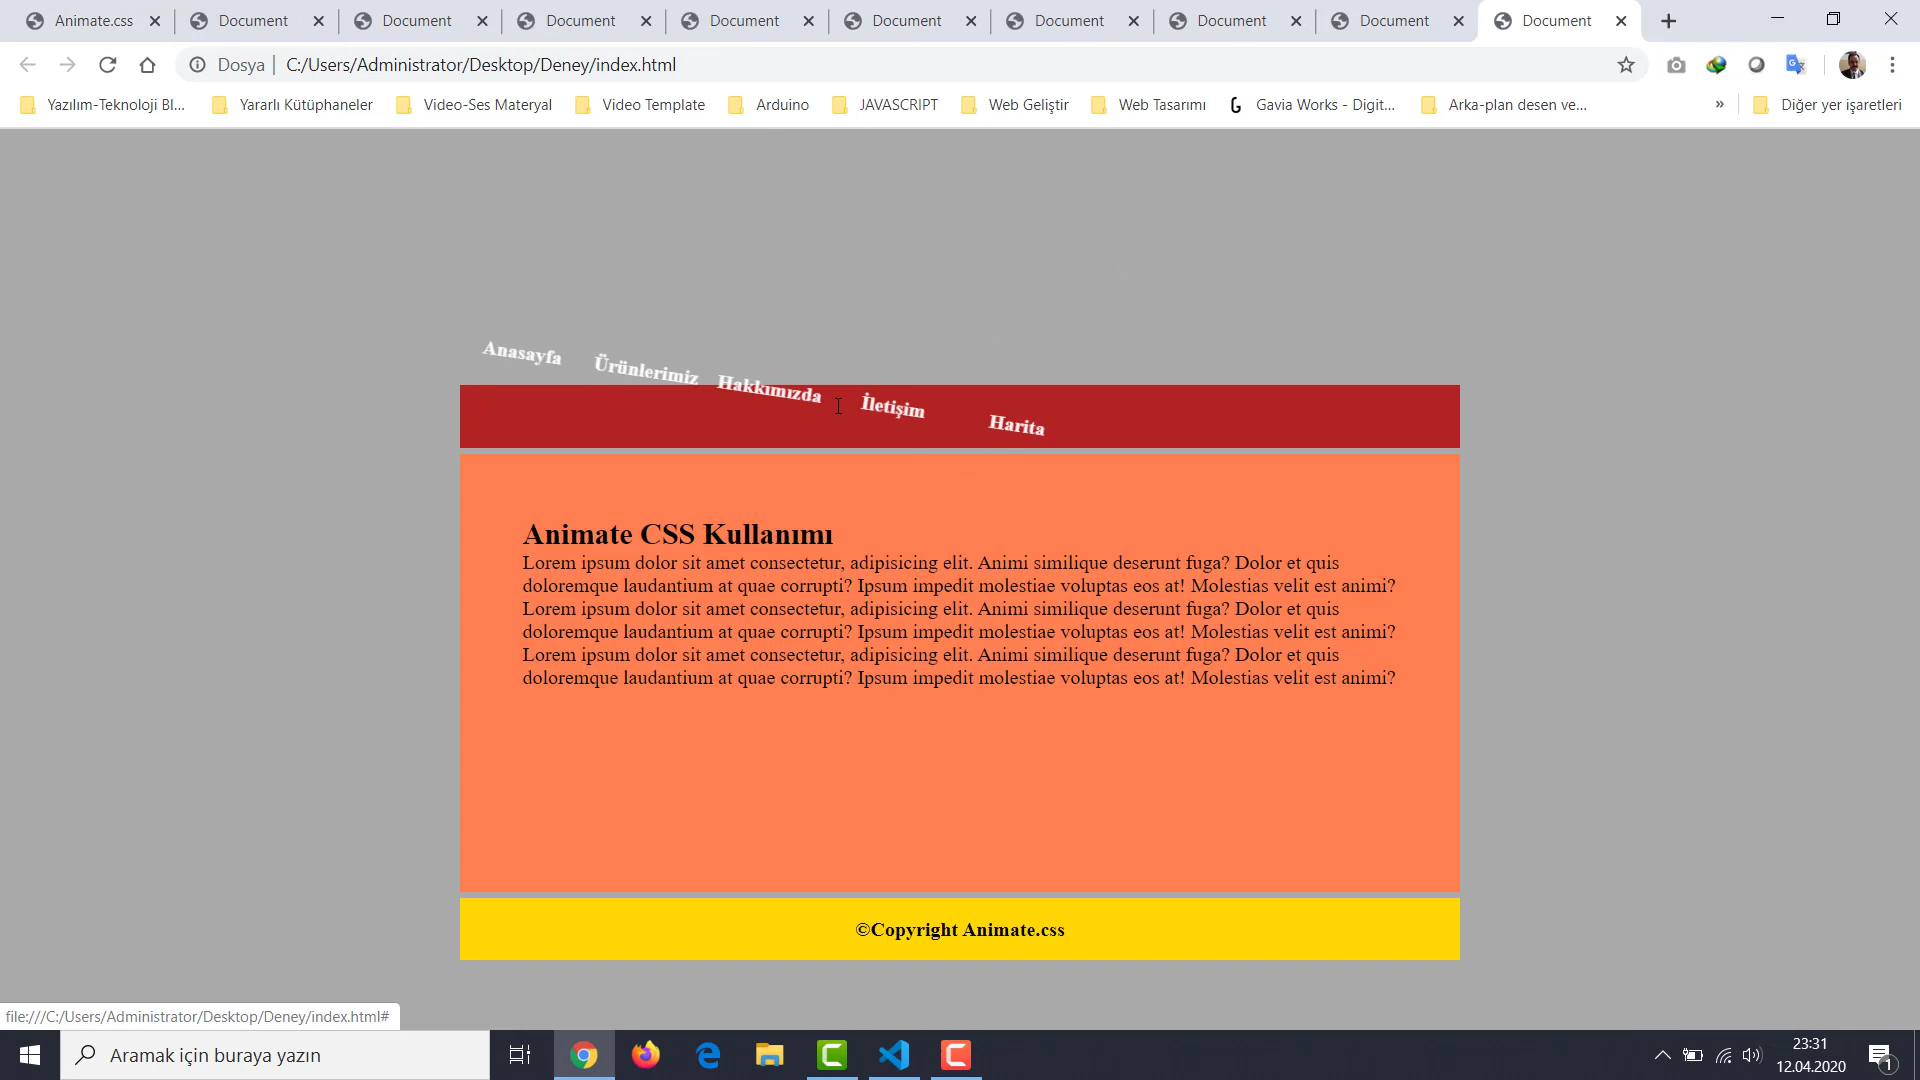 Animate.css
Document
Document
Document
Document
Document
Document
Document
Document
Document
Dosya
C:/Users/Administrator/Desktop/Deney/index.html
Yazılım-Teknoloji Bl...
Yararlı Kütüphaneler
Video-Ses Materyal
Video Template
Arduino
JAVASCRIPT
Web Geliştir
Web Tasarımı
Gavia Works - Digit...
Arka-plan desen ve...
»
Diğer yer işaretleri
Anasayfa
Ürünlerimiz
Hakkımızda
İletişim
Harita
Animate CSS Kullanımı
Lorem ipsum dolor sit amet consectetur, adipisicing elit. Animi similique deserunt fuga? Dolor et quis
doloremque laudantium at quae corrupti? Ipsum impedit molestiae voluptas eos at! Molestias velit est animi?
Lorem ipsum dolor sit amet consectetur, adipisicing elit. Animi similique deserunt fuga? Dolor et quis
doloremque laudantium at quae corrupti? Ipsum impedit molestiae voluptas eos at! Molestias velit est animi?
Lorem ipsum dolor sit amet consectetur, adipisicing elit. Animi similique deserunt fuga? Dolor et quis
doloremque laudantium at quae corrupti? Ipsum impedit molestiae voluptas eos at! Molestias velit est animi?
©Copyright Animate.css
file:///C:/Users/Administrator/Desktop/Deney/index.html#
Aramak için buraya yazın
23:31
12.04.2020
1